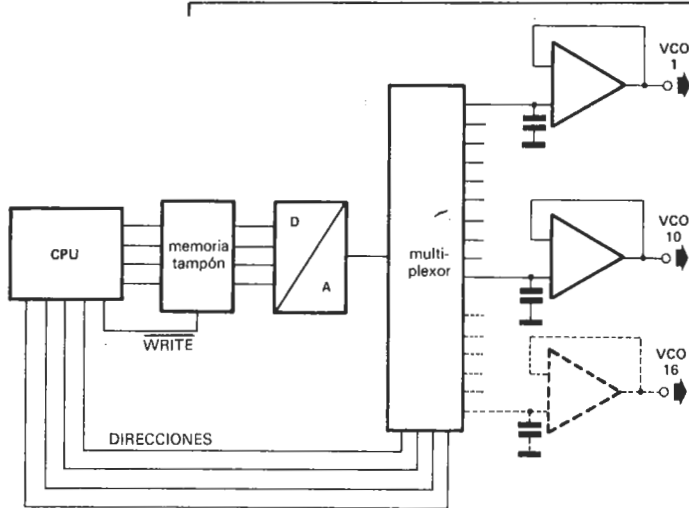 VCO
1
CPU
memoria
tampón
D
A
multi-
plexor
VCO
10
WRITE
VCO
16
DIRECCIONES